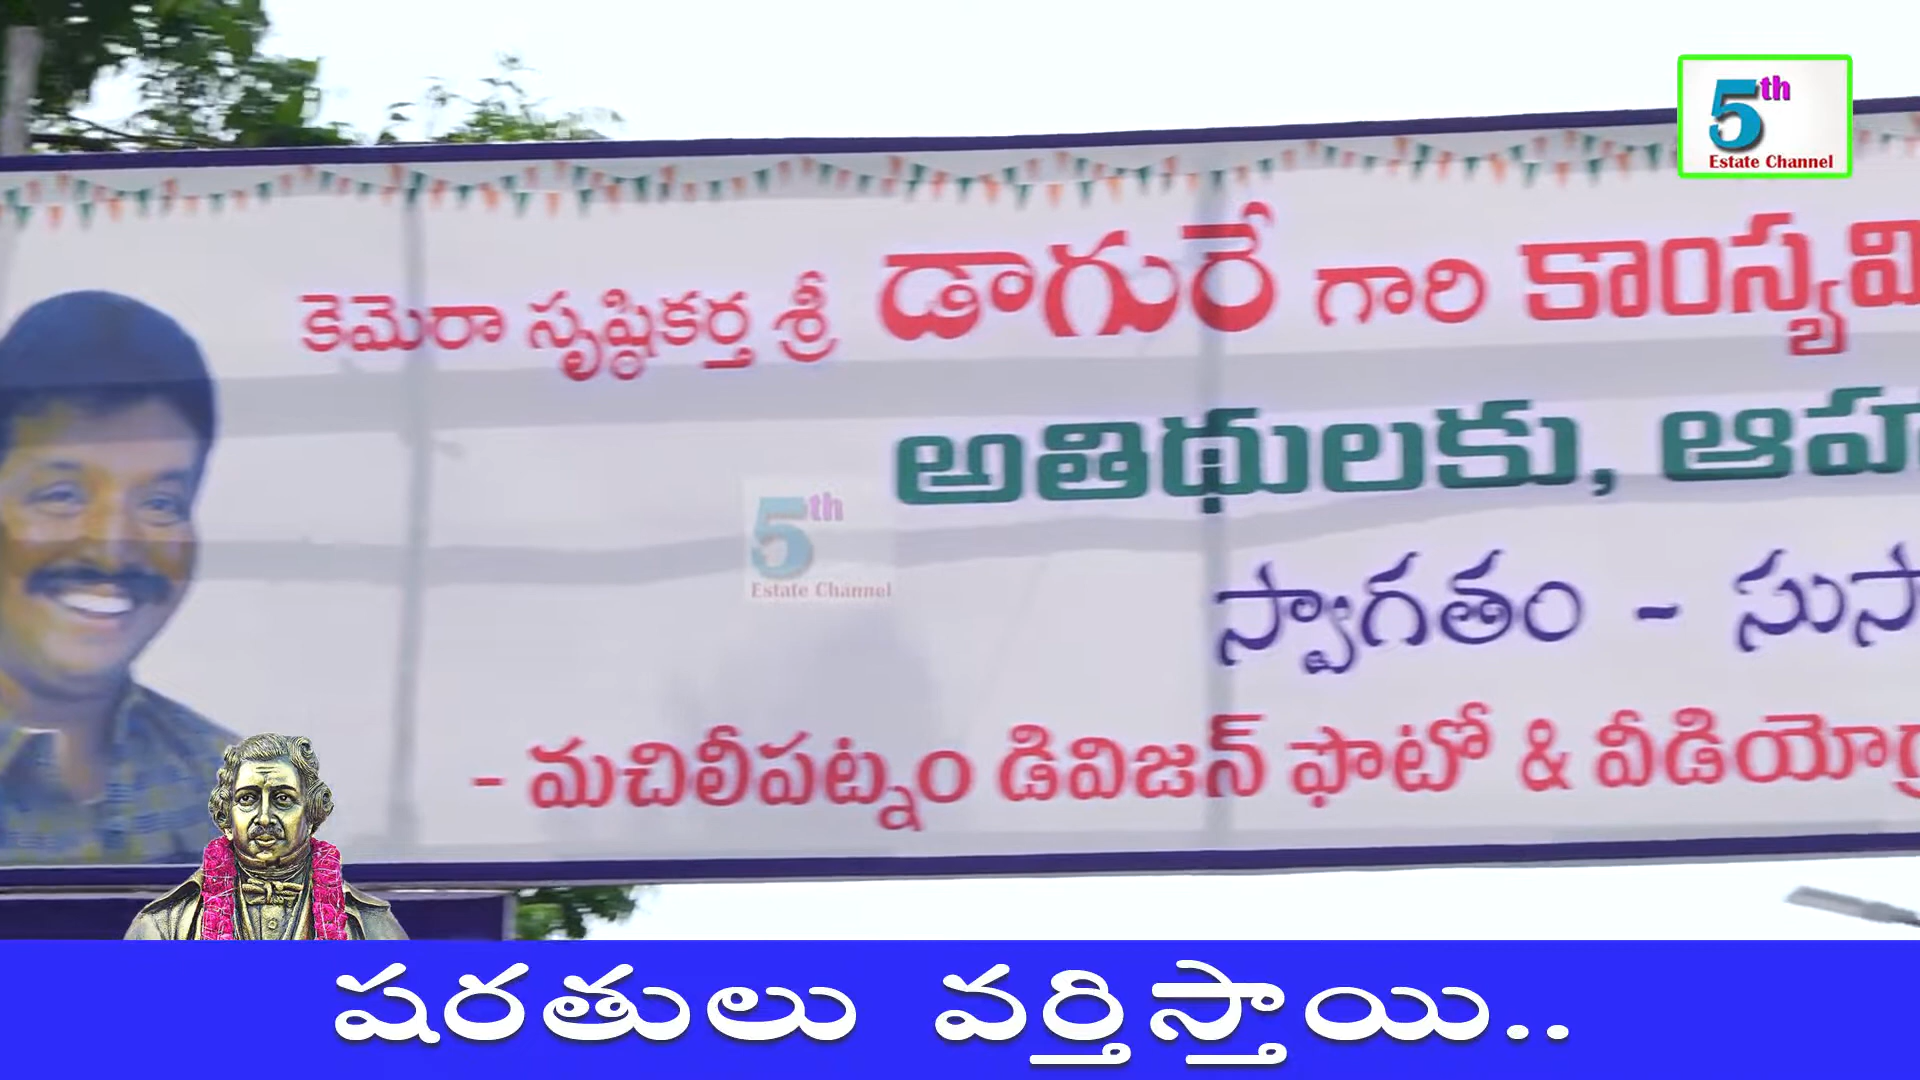 5th
Estate Channel
కెమెరా సృష్ఠికర్త శ్రీ డాగురే గారి కాంస్యవి
అతిథులకు, ఆహ
5th
Estate Channel
స్వాగతం - సుస్వా
- మచిలీపట్నం డివిజన్ ఫొటో & వీడియోగ్ర
షరతులు వర్తిస్తాయి..